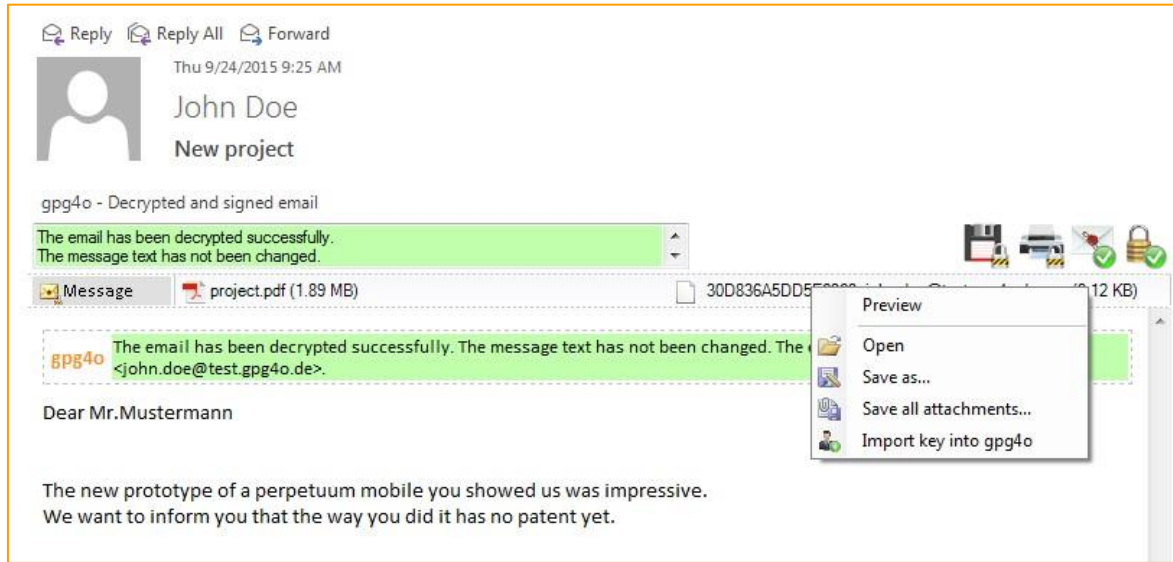 Reply Reply All Forward
Thu 9/24/2015 9:25 AM
John Doe
New project
gpg4o - Decrypted and signed email
The email has been decrypted successfully.
The message text has not been changed.
Message project.pdf (1.89 MB) 12 KB)
Preview
gpg4o
The email has been decrypted successfully. The message text has not been changed. The
<john.doe@test.gpg4o.de>.
Open
Save as...
Save all attachments...
Import key into gpg4o
Dear Mr.Mustermann
The new prototype of a perpetuum mobile you showed us was impressive.
We want to inform you that the way you did it has no patent yet.